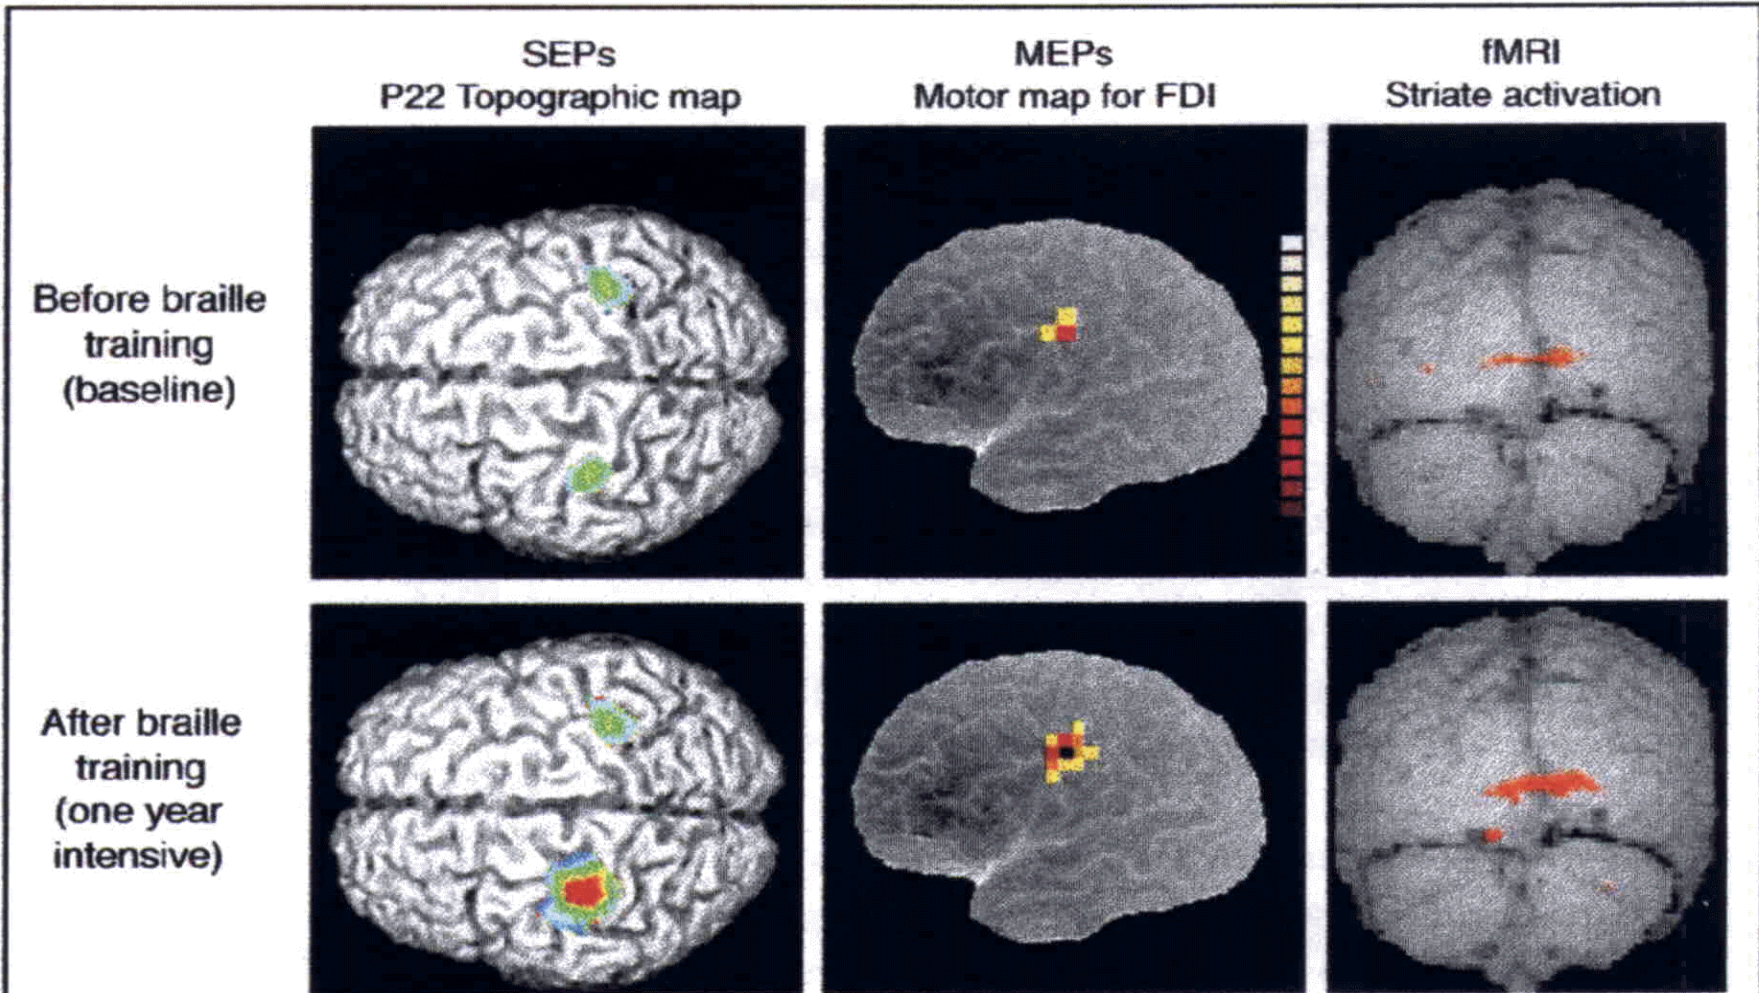 SEPs
P22 Topographic map
MEPs
Motor map for FDI
fMRI
Striate activation
Before braille
training
(baseline)
After braille
training
(one year
intensive)